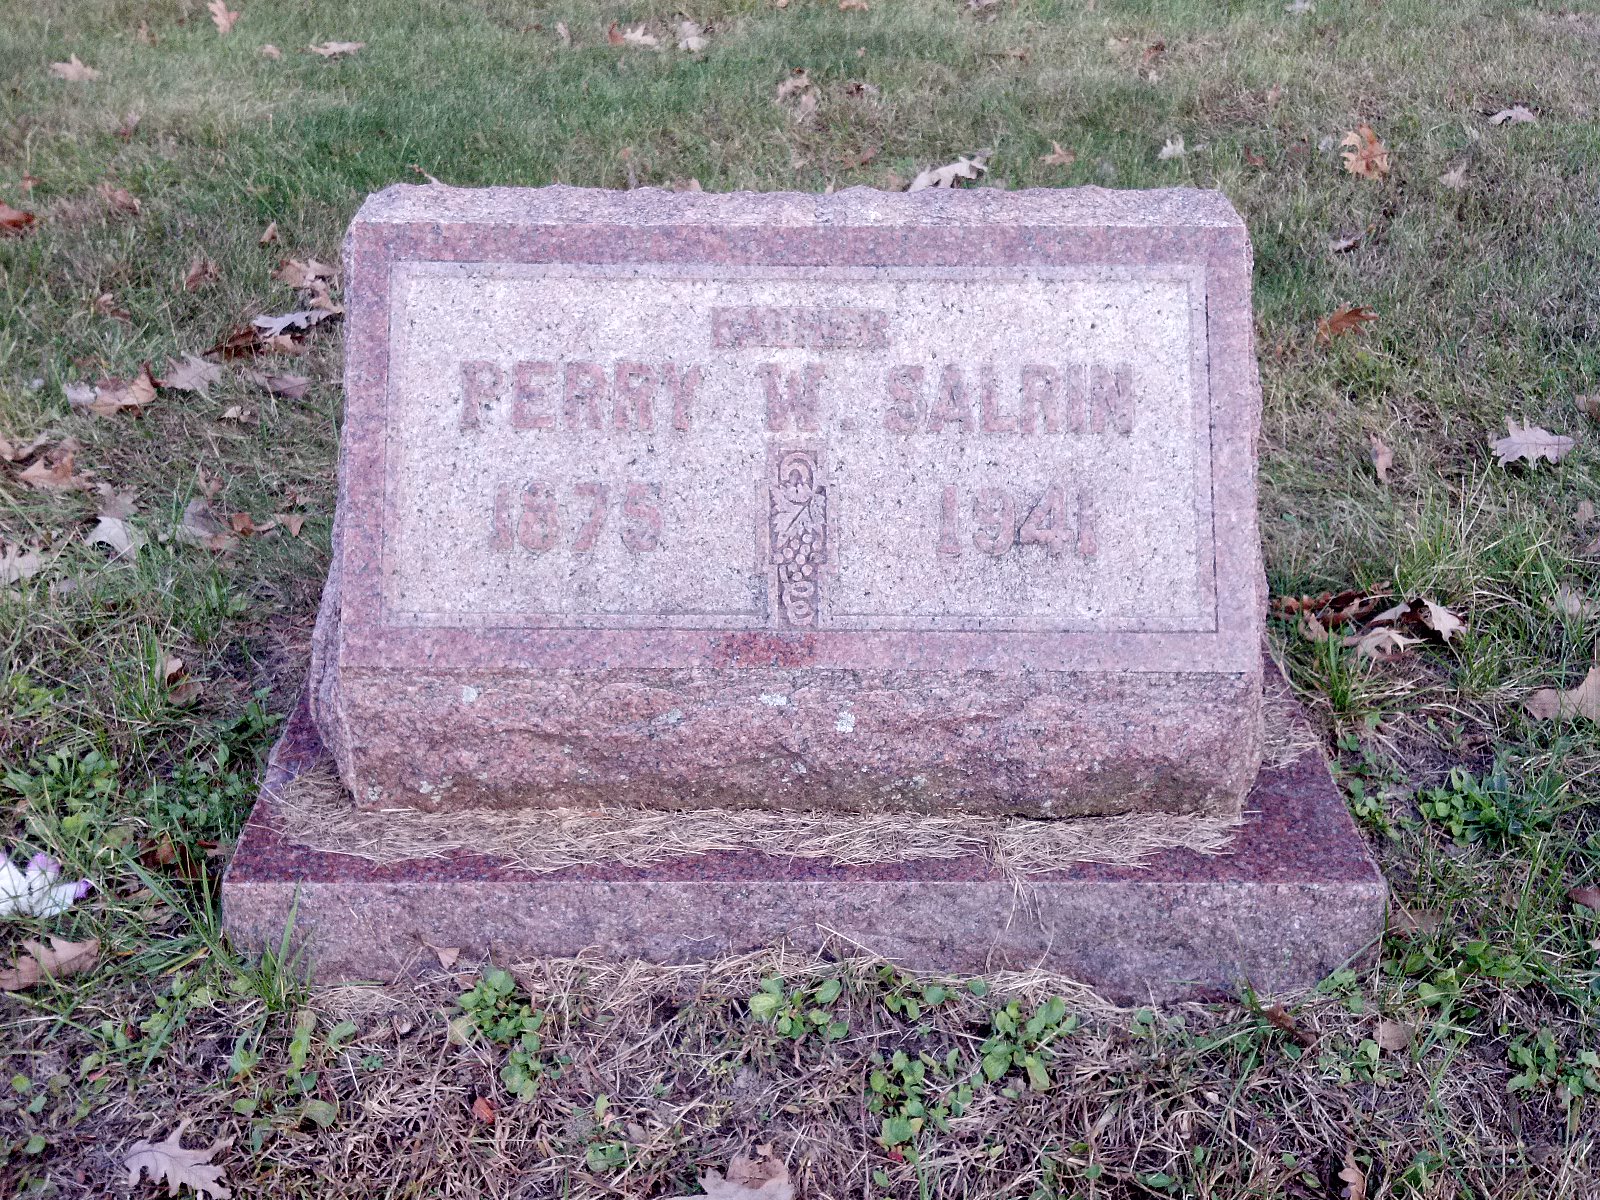 FATHER
PERRY W. SALRIN
1875 1941